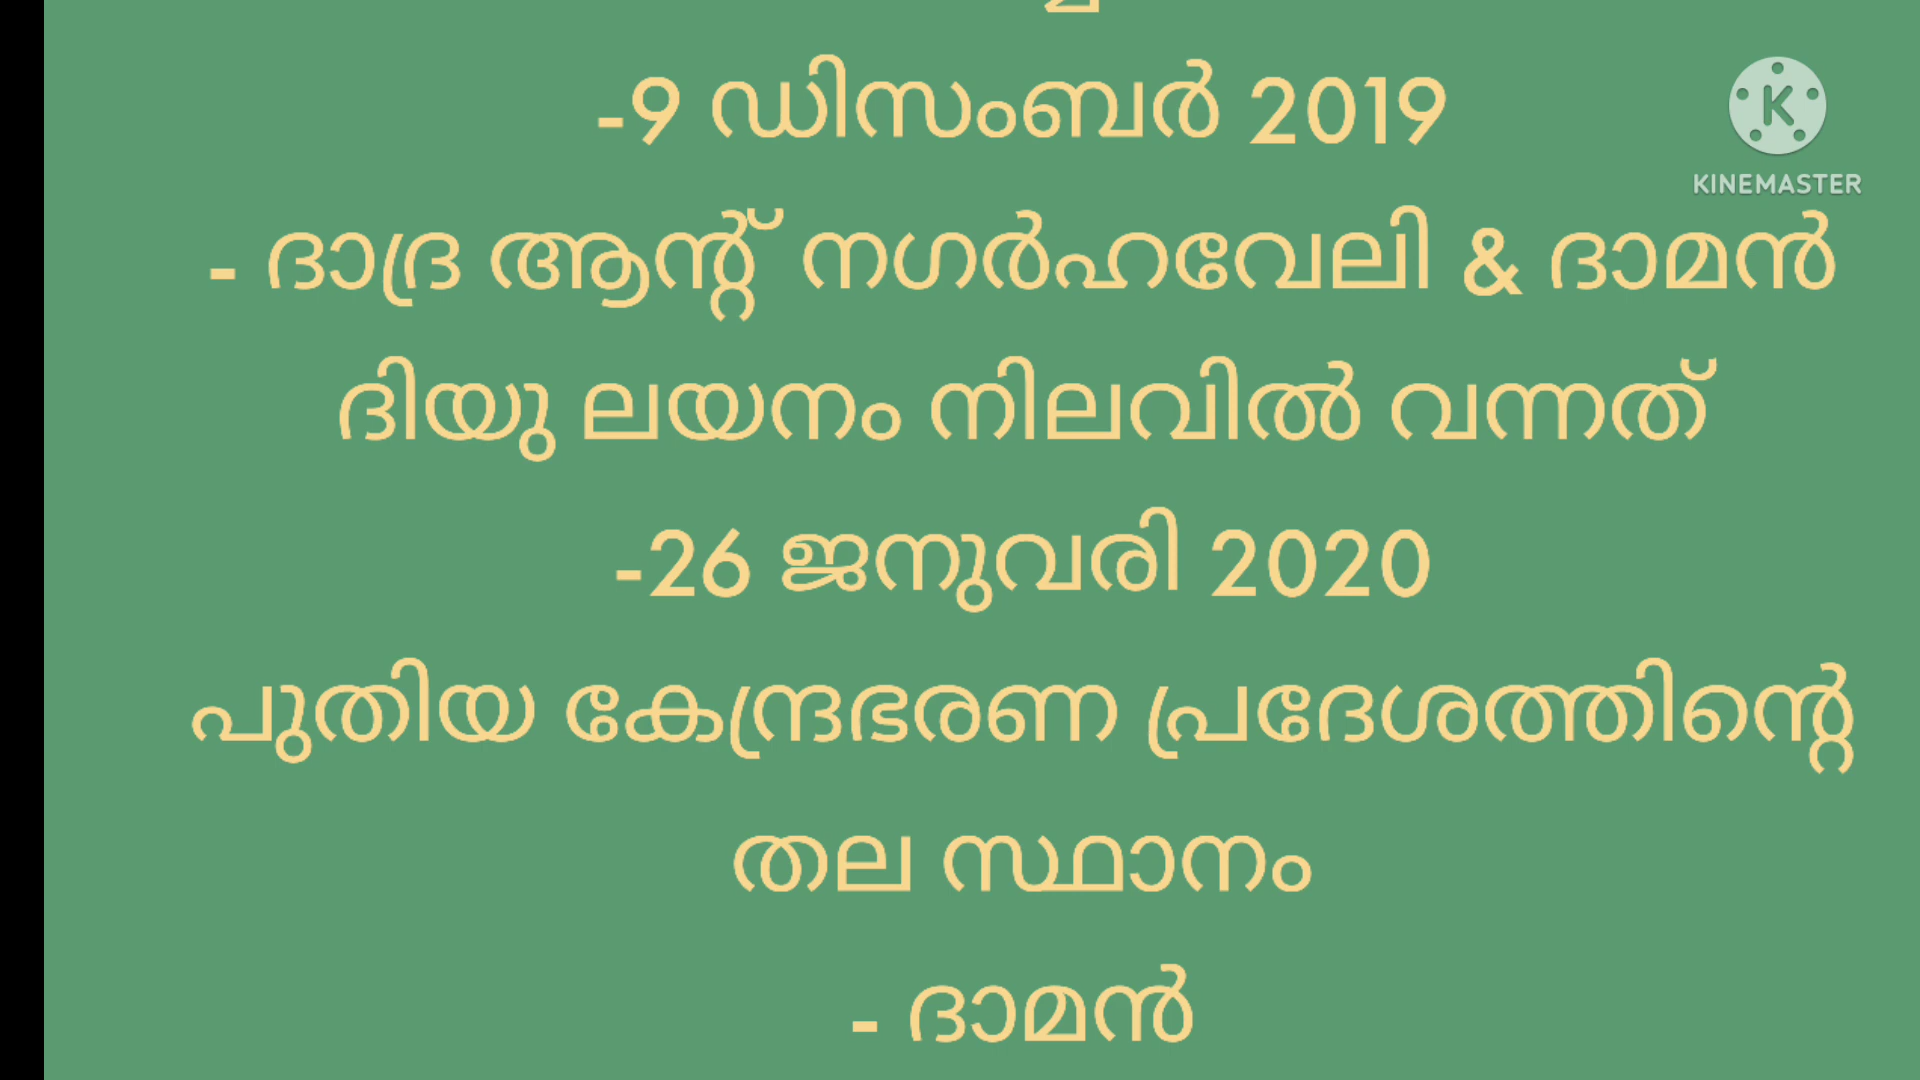 -9 ഡിസംബർ 2019
- ദാദ്ര ആന്റ് നഗർഹവേലി & ദാമൻ
ദിയു ലയനം നിലവിൽ വന്നത്
-26 ജനുവരി 2020
പുതിയ കേന്ദ്രഭരണ പ്രദേശത്തിന്റെ
തല സ്ഥാനം
- ദാമൻ
K
KINEMASTER